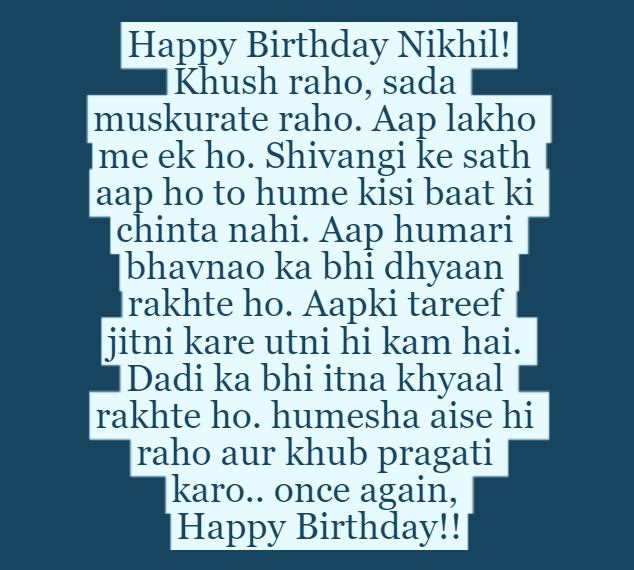 Happy Birthday Nikhil!
Khush raho, sada
muskurate raho. Aap lakho
me ek ho. Shivangi ke sath
aap ho to hume kisi baat ki
chinta nahi. Aap humari
bhavnao ka bhi dhyaan
rakhte ho. Aapki tareef
jitni kare utni hi kam hai.
Dadi ka bhi itna khyaal
rakhte ho. humesha aise hi
raho aur khub pragati
karo.. once again,
Happy Birthday!!